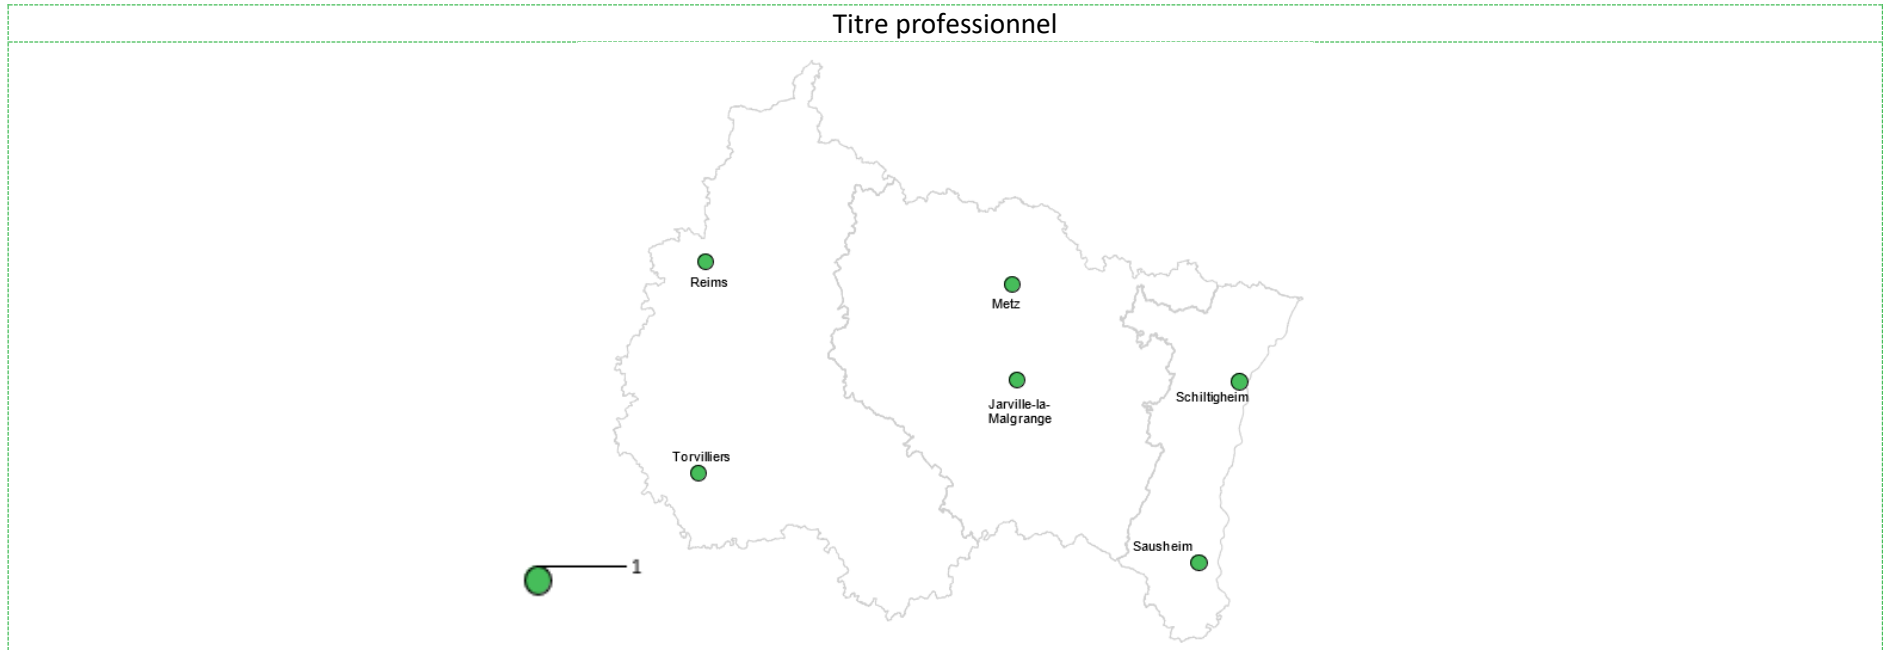 Titre professionnel
Reims
Metz
Jarville-la-
Malgrange
Schiltigheim
Torvilliers
Sausheim
1